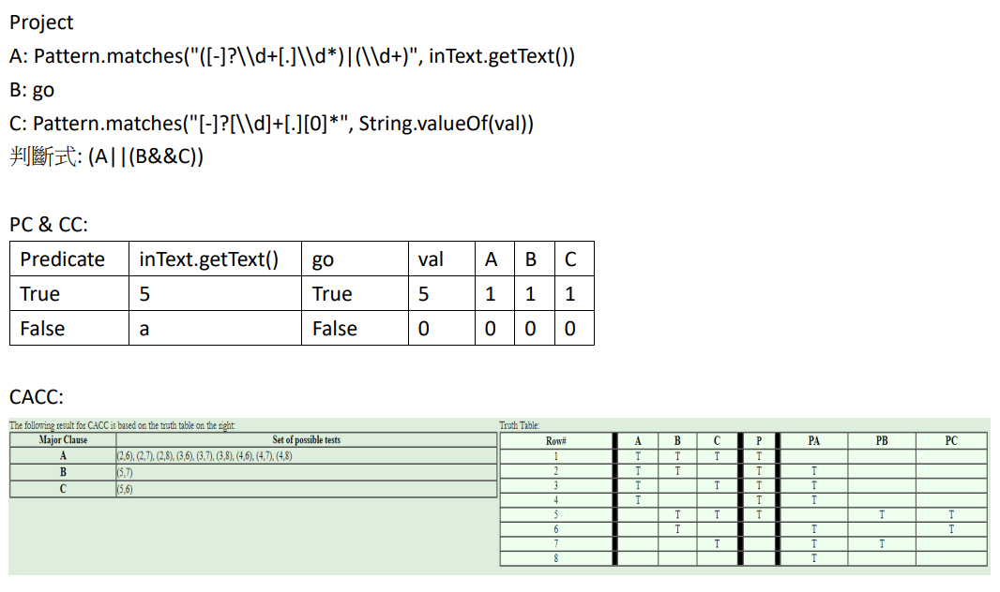 Project
A: Pattern.matches("([-]?\\d+[.]\\d*)|(\\d+)", inText.getText())
B: go
C: Pattern.matches("[-]?[\\d]+[.][0]*", String.valueOf(val))
判斷式: (A||(B&&C))
PC & CC:
Predicate inText.getText() go val A B C
True 5 True 5 1 1 1
False a False 0 0 0 0
CACC:
The following result for CACC is based on the truth table on the right:
Major Clause Set of possible tests
A (2,6), (2,7), (2,8), (3,6), (3,7), (3,8), (4,6), (4,7), (4,8)
B (5,7)
C (5,6)
Truth Table:
Row# A B C P PA PB PC
1 T T T T
2 T T T T
3 T T T T
4 T T T
5 T T T T T
6 T T T
7 T T T
8 T